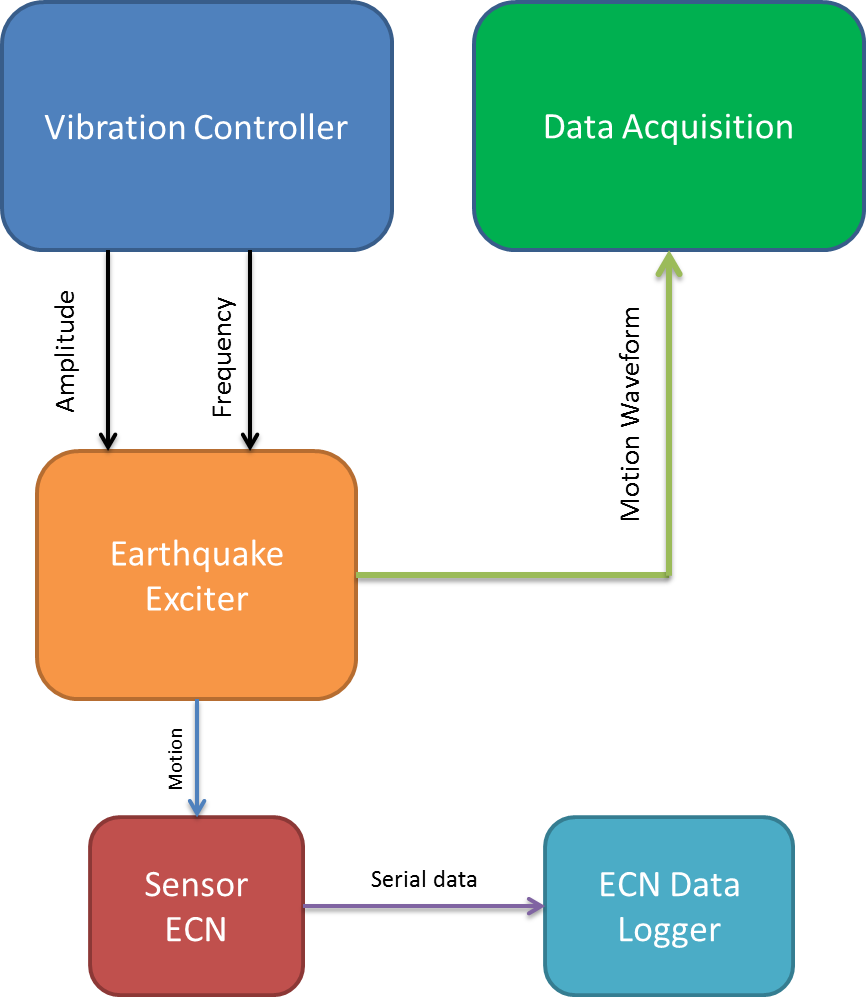 Vibration Controller
Data Acquisition
Amplitude
Frequency
Motion Waveform
Earthquake
Exciter
Motion
Sensor
ECN
Serial data
ECN Data
Logger